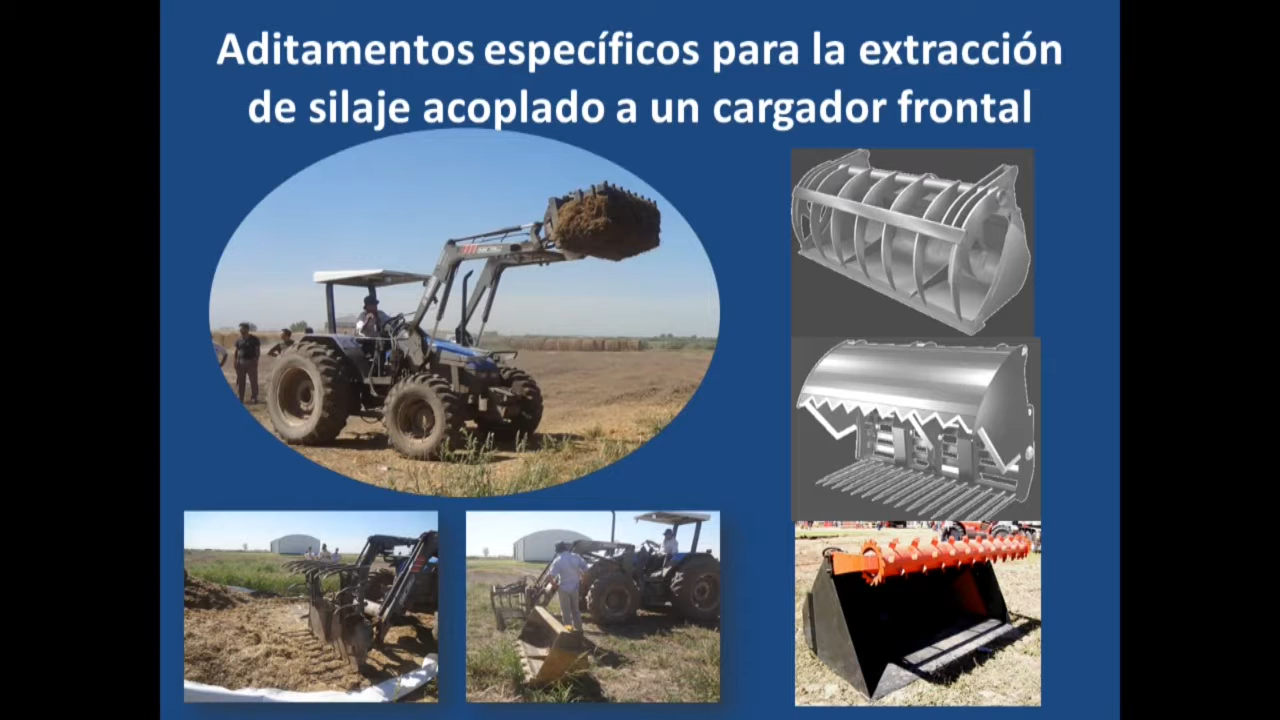 Aditamentos específicos para la extracción
de silaje acoplado a un cargador frontal